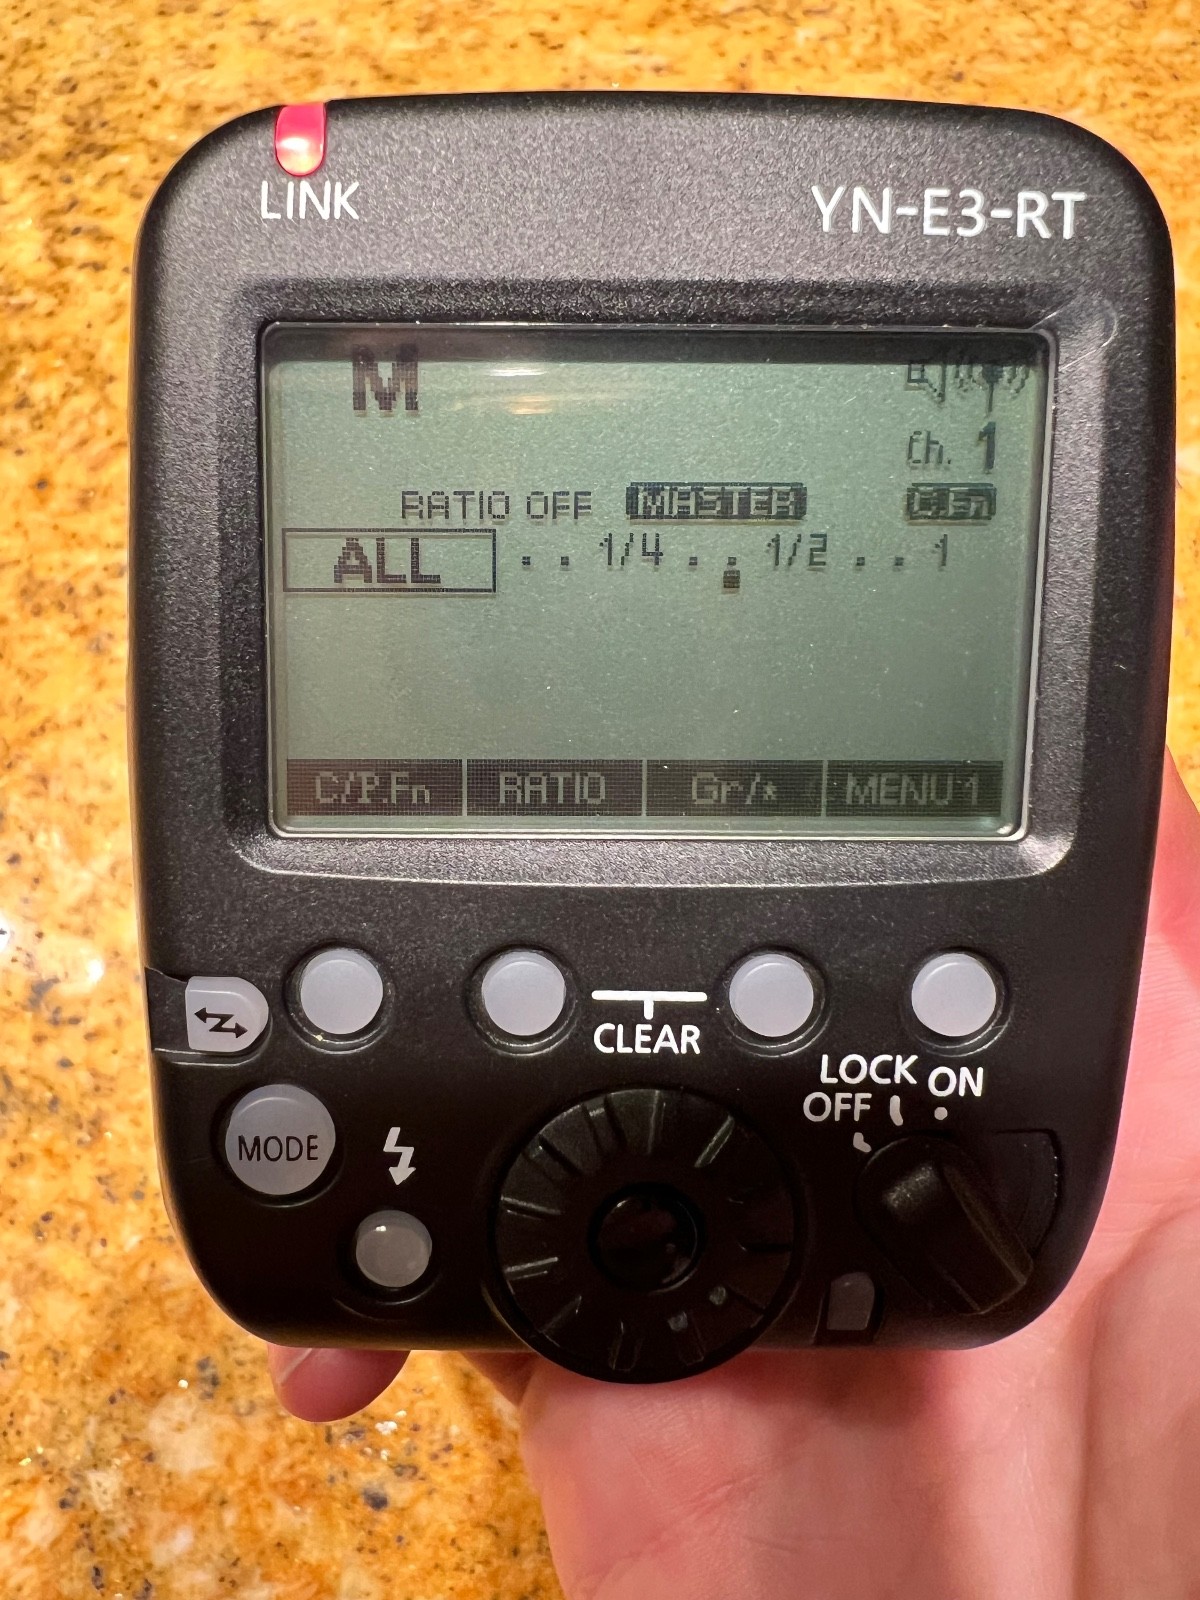 LINK
YN-E3-RT
M
Ch. 1
RATIO OFF MASTER C.Fn
ALL . . 1/4 . . 1/2 . . 1
C/P.Fn RATIO Gr/* MENU 1
CLEAR
LOCK
OFF ON
MODE